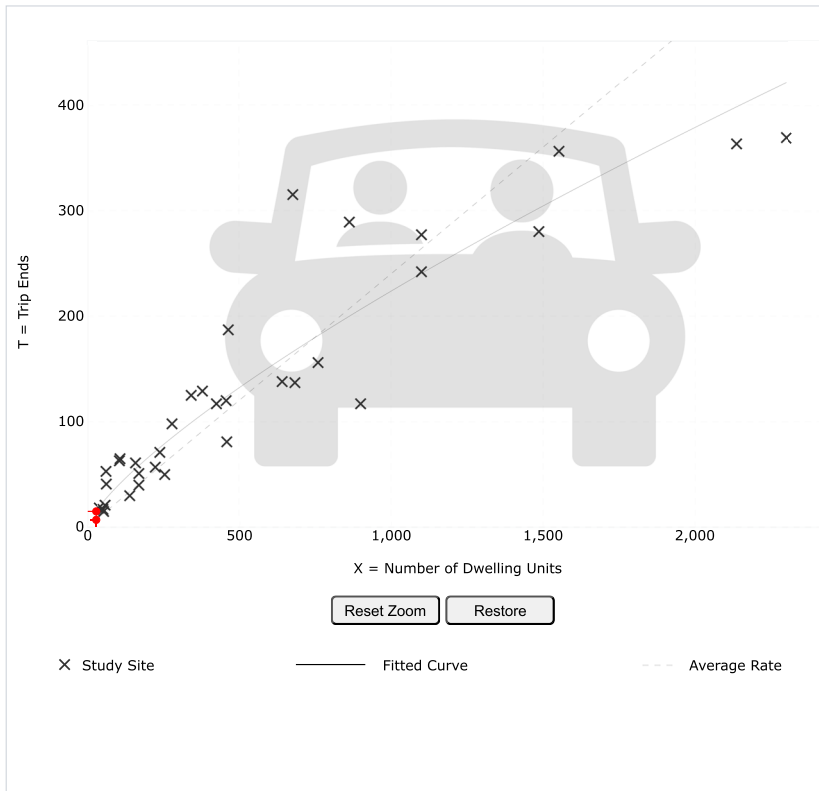 400
300
200
100
0
0 500 1,000 1,500 2,000
T = Trip Ends
X = Number of Dwelling Units
Reset Zoom Restore
Study Site Fitted Curve Average Rate